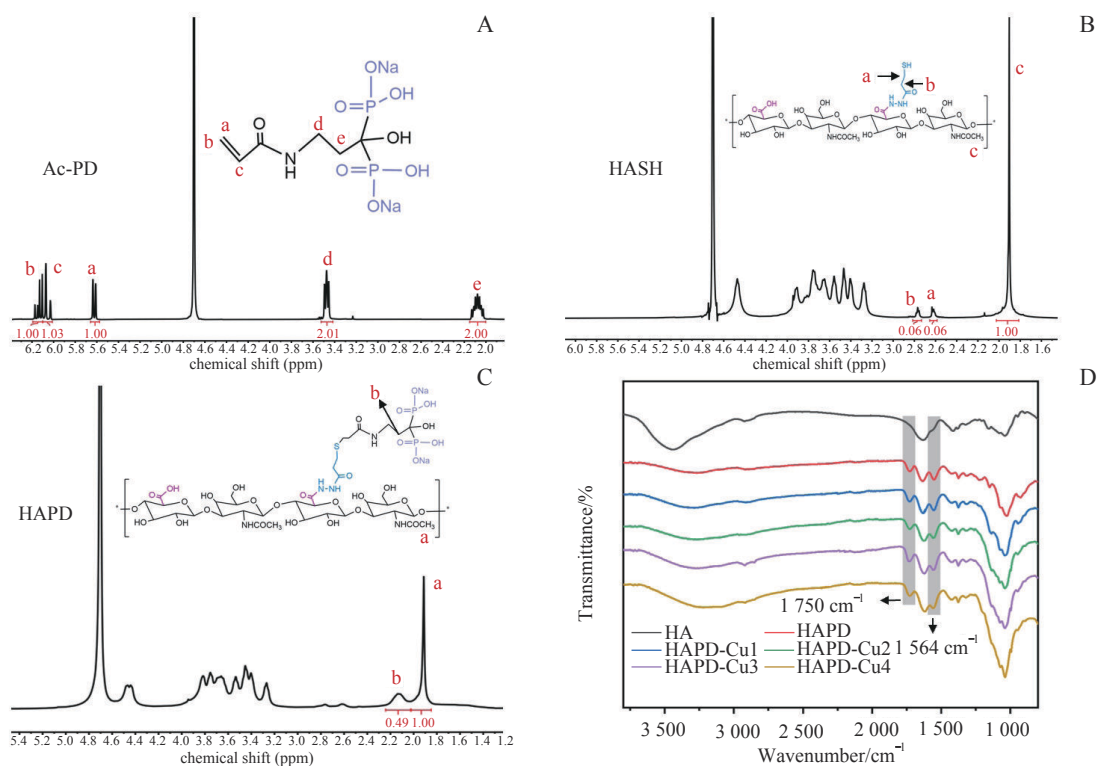 A
ONa
O
P
OH
a
b
O
d
OH
e
N
H
c
O
P
OH
ONa
Ac-PD
b
c
a
d
e
1.00
1.03
1.00
2.01
2.00
6.2 6.0 5.8 5.6 5.4 5.2 5.0 4.8 4.6 4.4 4.2 4.0 3.8 3.6 3.4 3.2 3.0 2.8 2.6 2.4 2.2 2.0
chemical shift (ppm)
B
SH
a
b
c
HASH
b
a
0.06
0.06
1.00
6.0 5.8 5.6 5.4 5.2 5.0 4.8 4.6 4.4 4.2 4.0 3.8 3.6 3.4 3.2 3.0 2.8 2.6 2.4 2.2 2.0 1.8 1.6
chemical shift (ppm)
C
b
ONa
HAPD
a
a
b
0.49
1.00
5.4 5.2 5.0 4.8 4.6 4.4 4.2 4.0 3.8 3.6 3.4 3.2 3.0 2.8 2.6 2.4 2.2 2.0 1.8 1.6 1.4 1.2
chemical shift (ppm)
D
Transmittance/%
1 750 cm⁻¹
HA
HAPD
HAPD-Cu1
HAPD-Cu2
1 564 cm⁻¹
HAPD-Cu3
HAPD-Cu4
3 500 3 000 2 500 2 000 1 500 1 000
Wavenumber/cm⁻¹